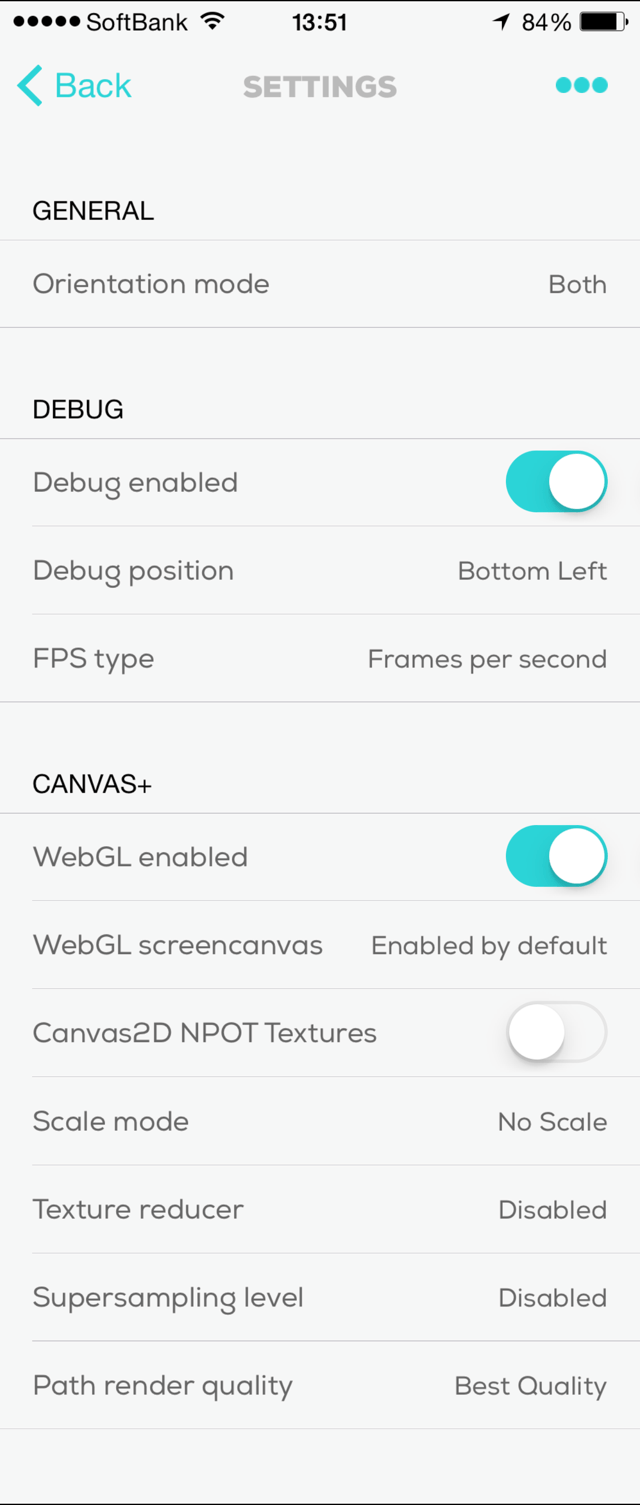 SoftBank 13:51 84%
Back SETTINGS
GENERAL
Orientation mode Both
DEBUG
Debug enabled
Debug position Bottom Left
FPS type Frames per second
CANVAS+
WebGL enabled
WebGL screencanvas Enabled by default
Canvas2D NPOT Textures
Scale mode No Scale
Texture reducer Disabled
Supersampling level Disabled
Path render quality Best Quality